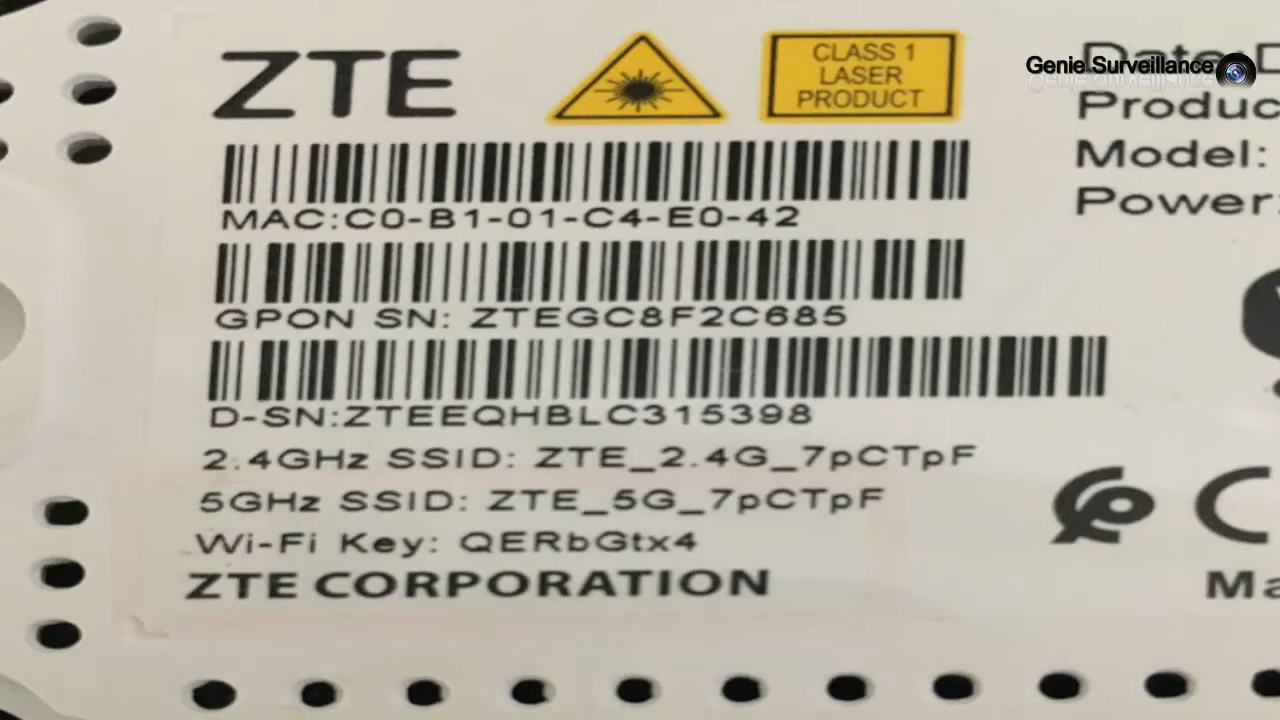 ZTE
CLASS 1
LASER
PRODUCT
Genie Surveillance
Model:
Power:
MAC:C0-B1-01-C4-E0-42
GPON SN: ZTEGC8F2C685
D-SN:ZTEEQHBLC315398
2.4GHz SSID: ZTE_2.4G_7pCTpF
5GHz SSID: ZTE_5G_7pCTpF
Wi-Fi Key: QERbGtx4
ZTE CORPORATION